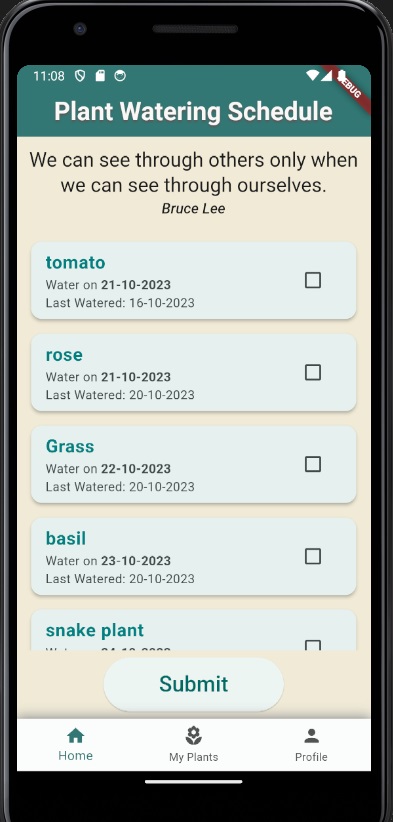 11:08
DEBUG
Plant Watering Schedule
We can see through others only when
we can see through ourselves.
Bruce Lee
tomato
Water on 21-10-2023
Last Watered: 16-10-2023
rose
Water on 21-10-2023
Last Watered: 20-10-2023
Grass
Water on 22-10-2023
Last Watered: 20-10-2023
basil
Water on 23-10-2023
Last Watered: 20-10-2023
snake plant
Submit
Home
My Plants
Profile